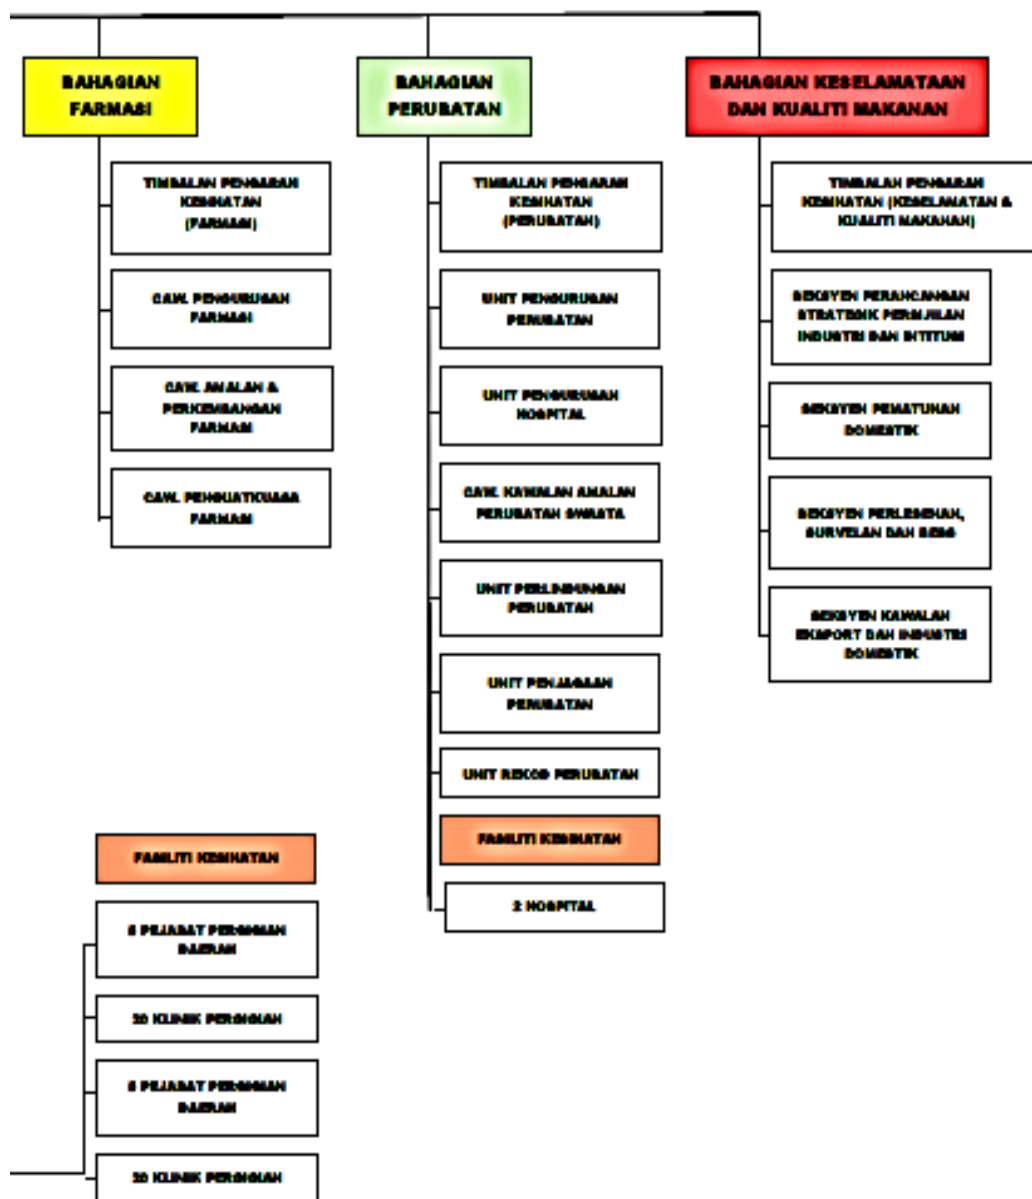 BAHAGIAN
FARMASI
TIMBALAN PENGARAH
KESIHATAN
(FARMASI)
CAW. PENGURUSAN
FARMASI
CAW. AMALAN &
PERKEMBANGAN
FARMASI
CAW. PENGUATKUASA
FARMASI
BAHAGIAN
PERUBATAN
TIMBALAN PENGARAH
KESIHATAN
(PERUBATAN)
UNIT PENGURUSAN
PERUBATAN
UNIT PENGURUSAN
HOSPITAL
CAW. KAWALAN AMALAN
PERUBATAN SWASTA
UNIT PERLINDUNGAN
PERUBATAN
UNIT PENJAGAAN
PERUBATAN
UNIT REKOD PERUBATAN
FASILITI KESIHATAN
2 HOSPITAL
BAHAGIAN KESELAMATAAN
DAN KUALITI MAKANAN
TIMBALAN PENGARAH
KESIHATAN (KESELAMATAN &
KUALITI MAKANAN)
SEKSYEN PERANCANGAN
STRATEGIK
INDUSTRI DAN
SEKSYEN PEMATUHAN
DOMESTIK
SEKSYEN PERLESENAN,
SURVELAN DAN
SEKSYEN KAWALAN
EKSPORT DAN INDUSTRI
DOMESTIK
FASILITI KESIHATAN
PEJABAT PERGIGIAN
DAERAH
KLINIK PERGIGIAN
PEJABAT PERGIGIAN
DAERAH
KLINIK PERGIGIAN